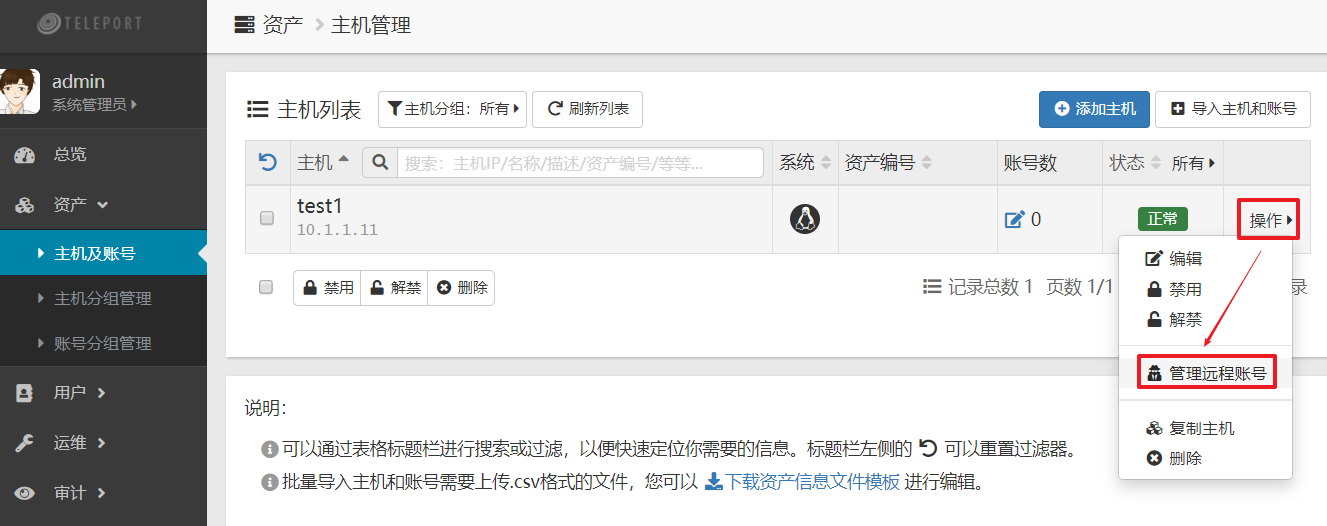 TELEPORT
资产 主机管理
admin
系统管理员
总览
资产
主机及账号
主机分组管理
账号分组管理
用户
运维
审计
主机列表 主机分组：所有 刷新列表 添加主机 导入主机和账号
主机 搜索：主机IP/名称/描述/资产编号/等等... 系统 资产编号 账号数 状态 所有
test1 0 正常 操作
10.1.1.11
禁用 解禁 删除 记录总数 1 页数 1/1 录
编辑
禁用
解禁
管理远程账号
复制主机
删除
说明：
可以通过表格标题栏进行搜索或过滤，以便快速定位你需要的信息。标题栏左侧的 可以重置过滤器。
批量导入主机和账号需要上传.csv格式的文件，您可以 下载资产信息文件模板 进行编辑。